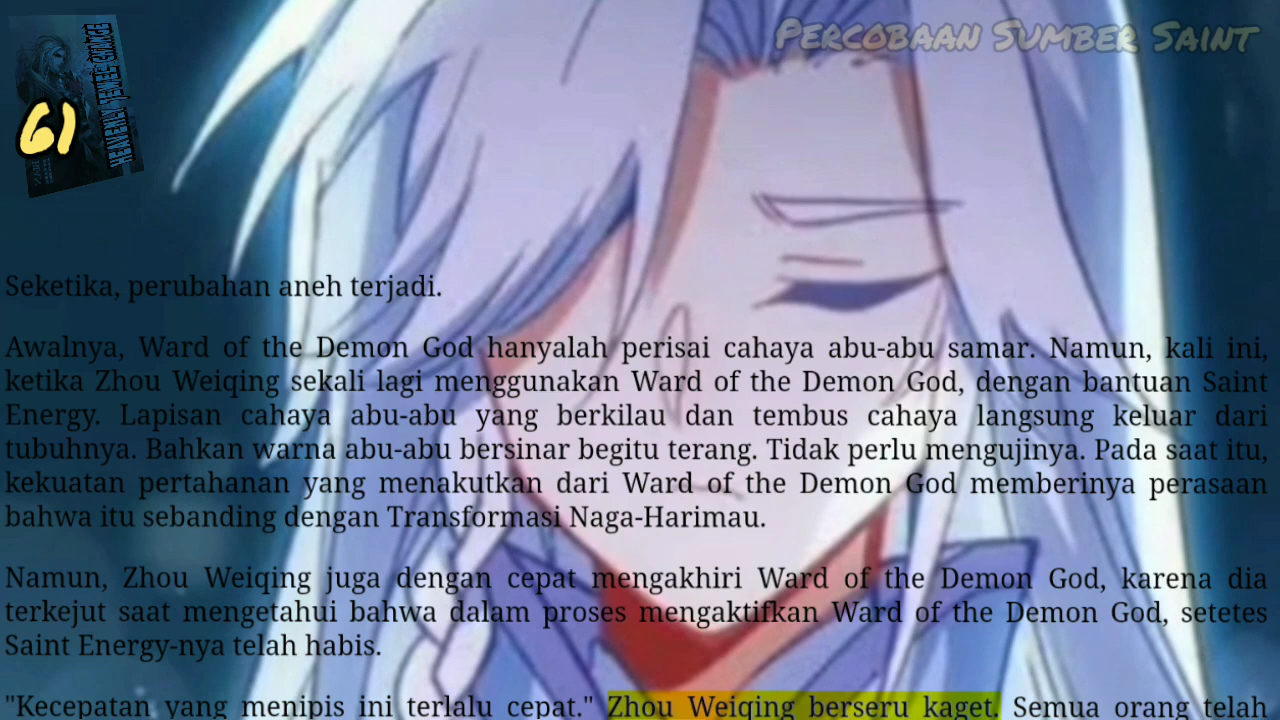 PERCOBAAN SUMBER SAINT
61
HEAVENLY JEWEL CHANGE
Seketika, perubahan aneh terjadi.
Awalnya, Ward of the Demon God hanyalah perisai cahaya abu-abu samar. Namun, kali ini,
ketika Zhou Weiqing sekali lagi menggunakan Ward of the Demon God, dengan bantuan Saint
Energy. Lapisan cahaya abu-abu yang berkilau dan tembus cahaya langsung keluar dari
tubuhnya. Bahkan warna abu-abu bersinar begitu terang. Tidak perlu mengujinya. Pada saat itu,
kekuatan pertahanan yang menakutkan dari Ward of the Demon God memberinya perasaan
bahwa itu sebanding dengan Transformasi Naga-Harimau.
Namun, Zhou Weiqing juga dengan cepat mengakhiri Ward of the Demon God, karena dia
terkejut saat mengetahui bahwa dalam proses mengaktifkan Ward of the Demon God, setetes
Saint Energy-nya telah habis.
"Kecepatan yang menipis ini terlalu cepat." Zhou Weiqing berseru kaget. Semua orang telah